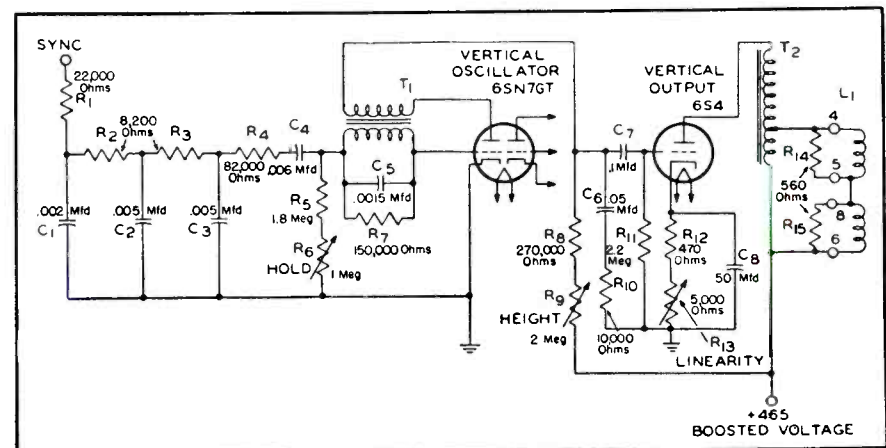 SYNC
22,000
Ohms
R1
8,200
Ohms
R2
R3
R4
82,000
Ohms
C4
.006 Mfd
T1
C5
.0015 Mfd
R7
150,000 Ohms
R5
1.8 Meg
R6
HOLD
1 Meg
.002 Mfd
C1
.005 Mfd
C2
.005 Mfd
C3
VERTICAL
OSCILLATOR
6SN7GT
VERTICAL
OUTPUT
6S4
T2
L1
C7
.1Mfd
C6
.05
Mfd
R8
270,000
Ohms
R9
HEIGHT
2 Meg
R10
10,000
Ohms
R11
2.2
Meg
R12
470
Ohms
C8
50
Mfd
5,000
Ohms
R13
LINEARITY
4
R14
5
560
Ohms
8
R15
6
+465
BOOSTED VOLTAGE